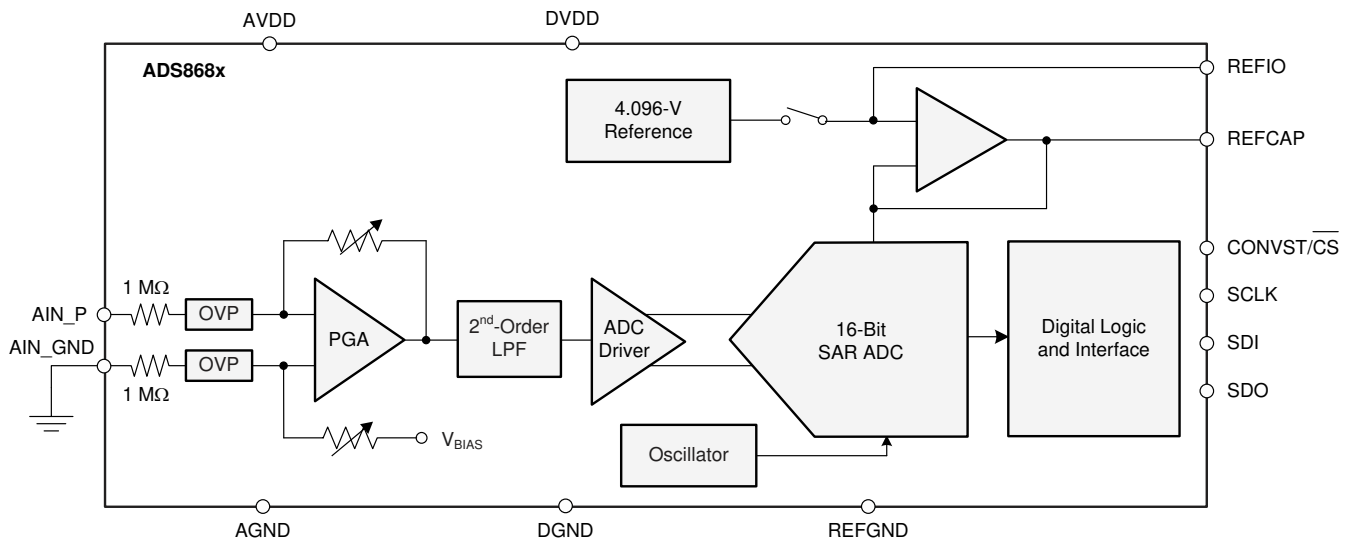 AVDD
DVDD
ADS868x
REFIO
4.096-V
Reference
REFCAP
CONVST/CS
1 MΩ
SCLK
AIN_P
OVP
2nd-Order
LPF
ADC
Driver
16-Bit
SAR ADC
Digital Logic
and Interface
PGA
SDI
AIN_GND
OVP
1 MΩ
SDO
VBIAS
Oscillator
AGND
DGND
REFGND